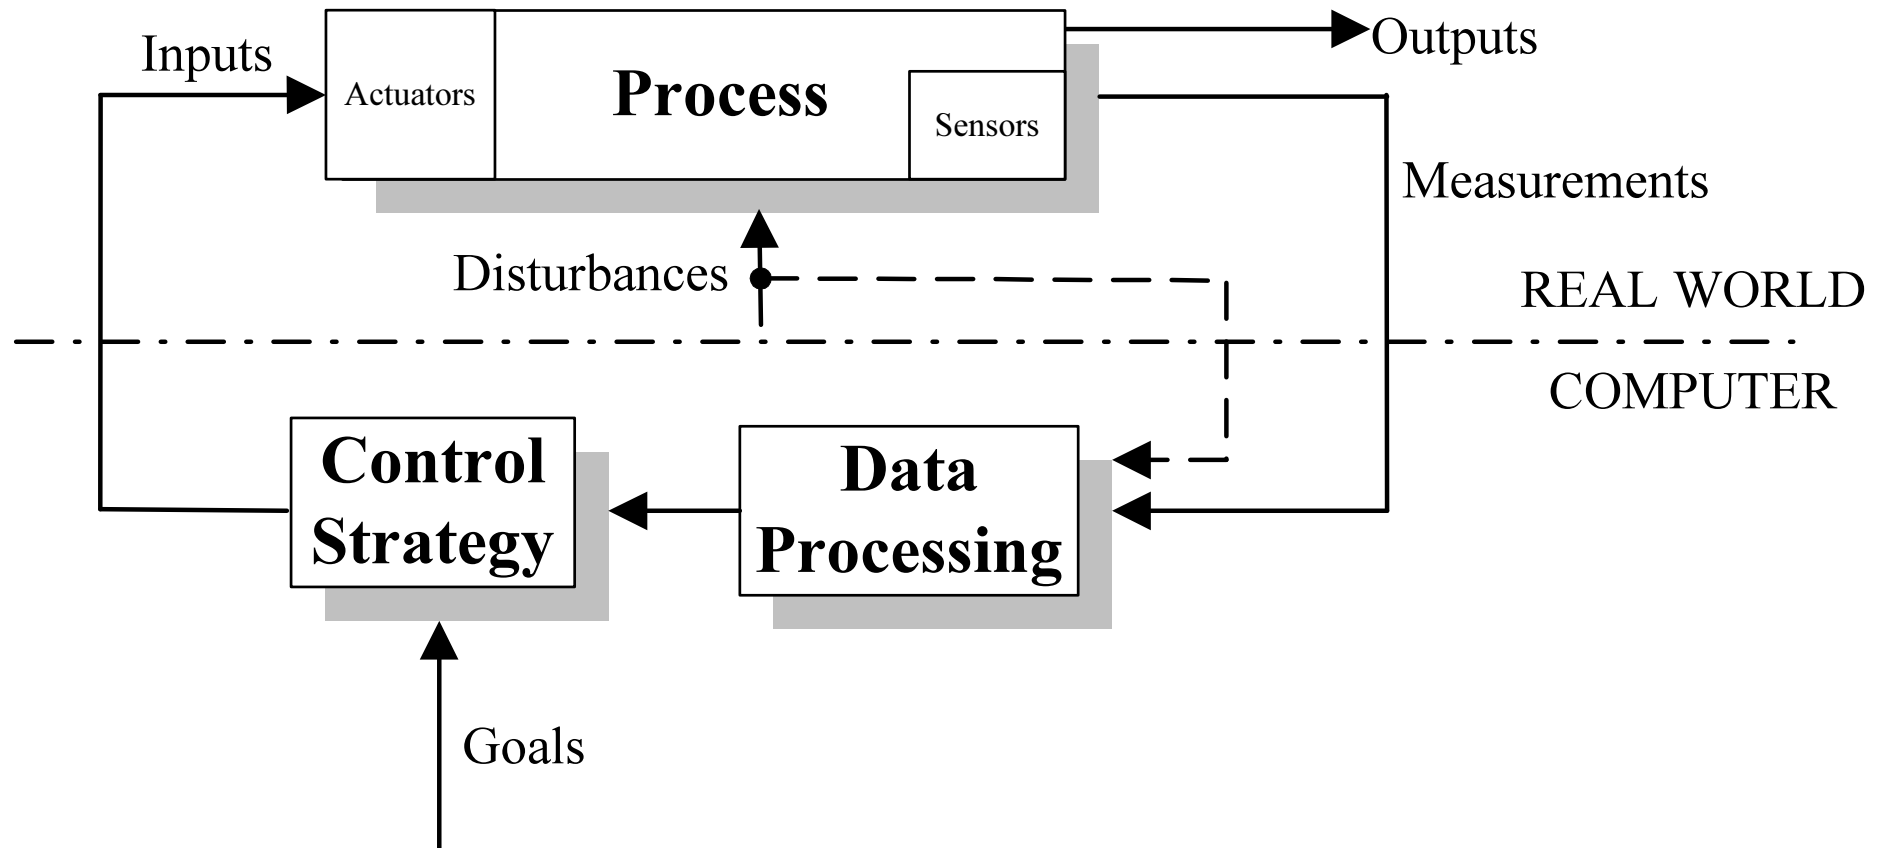 Inputs
Actuators
Process
Sensors
Outputs
Measurements
Disturbances
REAL WORLD
COMPUTER
Control
Strategy
Data
Processing
Goals